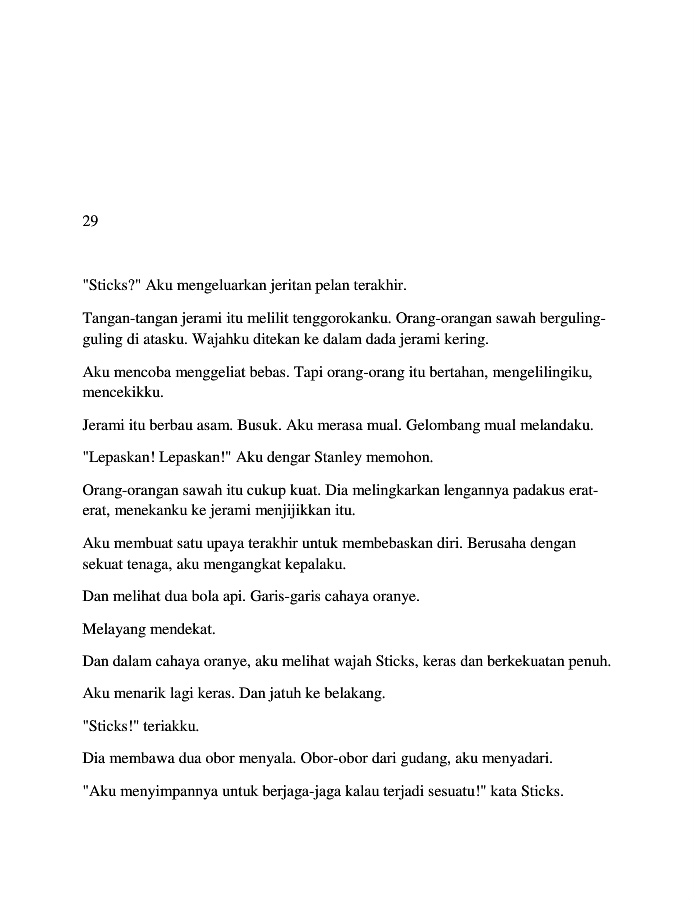 29
"Sticks?" Aku mengeluarkan jeritan pelan terakhir.
Tangan-tangan jerami itu melilit tenggorokanku. Orang-orangan sawah berguling-
guling di atasku. Wajahku ditekan ke dalam dada jerami kering.
Aku mencoba menggeliat bebas. Tapi orang-orang itu bertahan, mengelilingiku,
mencekikku.
Jerami itu berbau asam. Busuk. Aku merasa mual. Gelombang mual melandaku.
"Lepaskan! Lepaskan!" Aku dengar Stanley memohon.
Orang-orangan sawah itu cukup kuat. Dia melingkarkan lengannya padakus erat-
erat, menekanku ke jerami menjijikkan itu.
Aku membuat satu upaya terakhir untuk membebaskan diri. Berusaha dengan
sekuat tenaga, aku mengangkat kepalaku.
Dan melihat dua bola api. Garis-garis cahaya oranye.
Melayang mendekat.
Dan dalam cahaya oranye, aku melihat wajah Sticks, keras dan berkekuatan penuh.
Aku menarik lagi keras. Dan jatuh ke belakang.
"Sticks!" teriakku.
Dia membawa dua obor menyala. Obor-obor dari gudang, aku menyadari.
"Aku menyimpannya untuk berjaga-jaga kalau terjadi sesuatu!" kata Sticks.